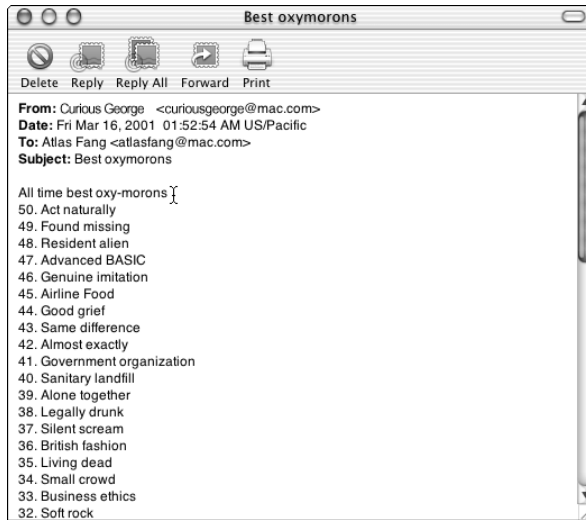 Best oxymorons
Delete Reply Reply All Forward Print
From: Curious George <curiousgeorge@mac.com>
Date: Fri Mar 16, 2001 01:52:54 AM US/Pacific
To: Atlas Fang <atlasfang@mac.com>
Subject: Best oxymorons
All time best oxy-morons
50. Act naturally
49. Found missing
48. Resident alien
47. Advanced BASIC
46. Genuine imitation
45. Airline Food
44. Good grief
43. Same difference
42. Almost exactly
41. Government organization
40. Sanitary landfill
39. Alone together
38. Legally drunk
37. Silent scream
36. British fashion
35. Living dead
34. Small crowd
33. Business ethics
32. Soft rock